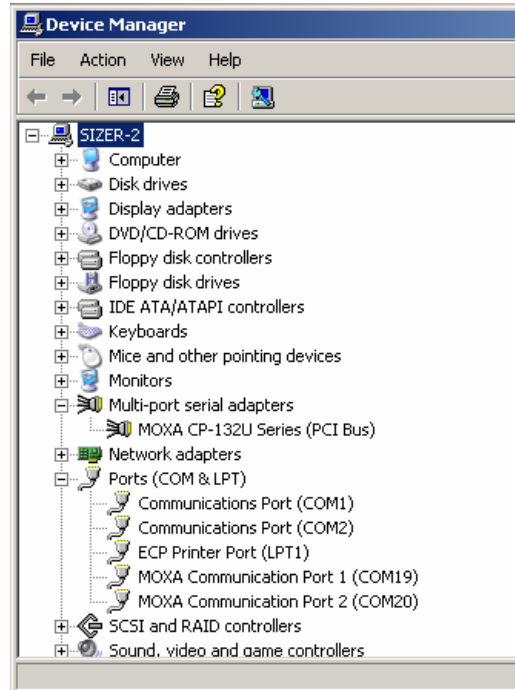 Device Manager
File Action View Help
SIZER-2
Computer
Disk drives
Display adapters
DVD/CD-ROM drives
Floppy disk controllers
Floppy disk drives
IDE ATA/ATAPI controllers
Keyboards
Mice and other pointing devices
Monitors
Multi-port serial adapters
MOXA CP-132U Series (PCI Bus)
Network adapters
Ports (COM & LPT)
Communications Port (COM1)
Communications Port (COM2)
ECP Printer Port (LPT1)
MOXA Communication Port 1 (COM19)
MOXA Communication Port 2 (COM20)
SCSI and RAID controllers
Sound, video and game controllers